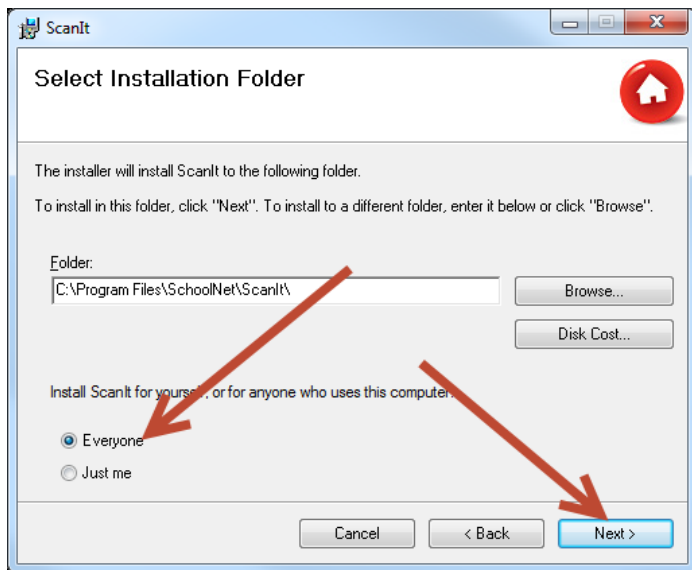 ScanIt
Select Installation Folder
The installer will install ScanIt to the following folder.
To install in this folder, click "Next". To install to a different folder, enter it below or click "Browse".
Folder:
C:\Program Files\SchoolNet\ScanIt\
Browse...
Disk Cost...
Install ScanIt for yourself, or for anyone who uses this computer:
Everyone
Just me
Cancel
< Back
Next >